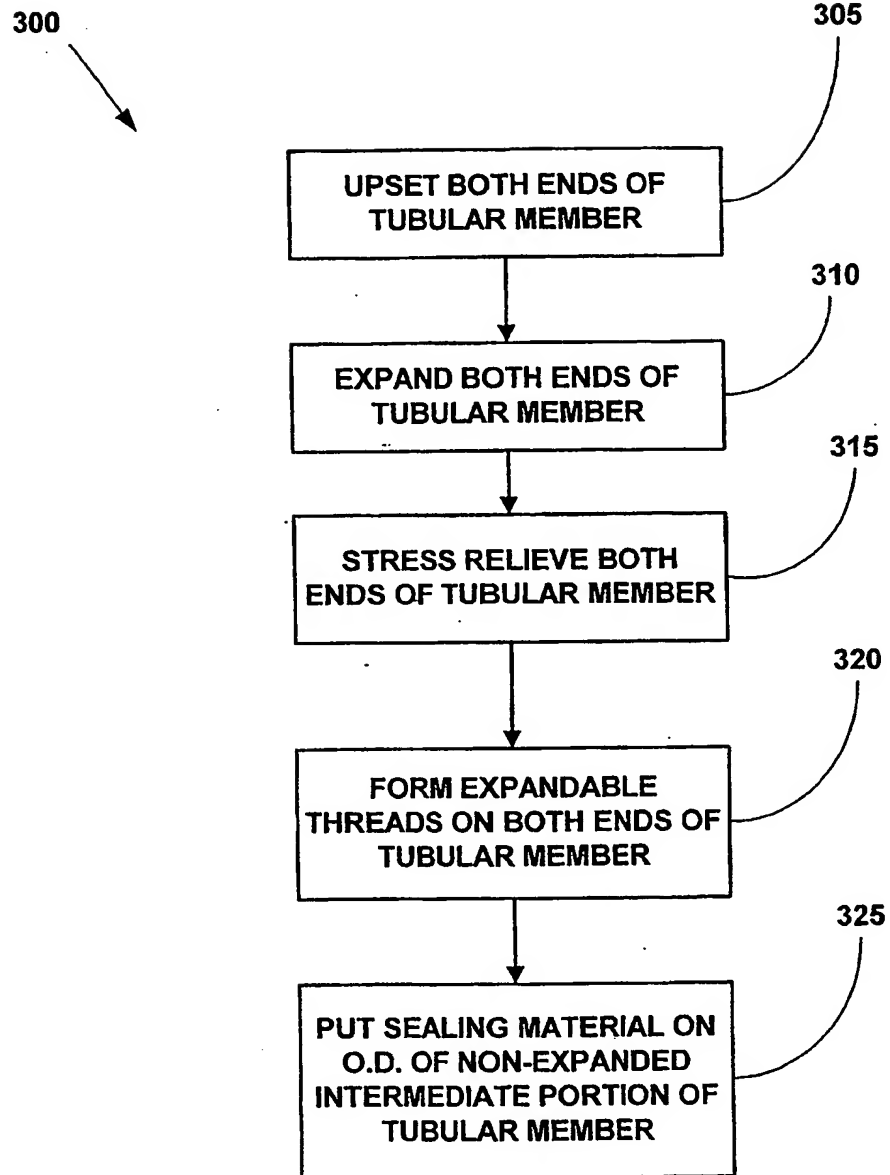 300
305
UPSET BOTH ENDS OF
TUBULAR MEMBER
310
EXPAND BOTH ENDS OF
TUBULAR MEMBER
315
STRESS RELIEVE BOTH
ENDS OF TUBULAR MEMBER
320
FORM EXPANDABLE
THREADS ON BOTH ENDS OF
TUBULAR MEMBER
325
PUT SEALING MATERIAL ON
O.D. OF NON-EXPANDED
INTERMEDIATE PORTION OF
TUBULAR MEMBER